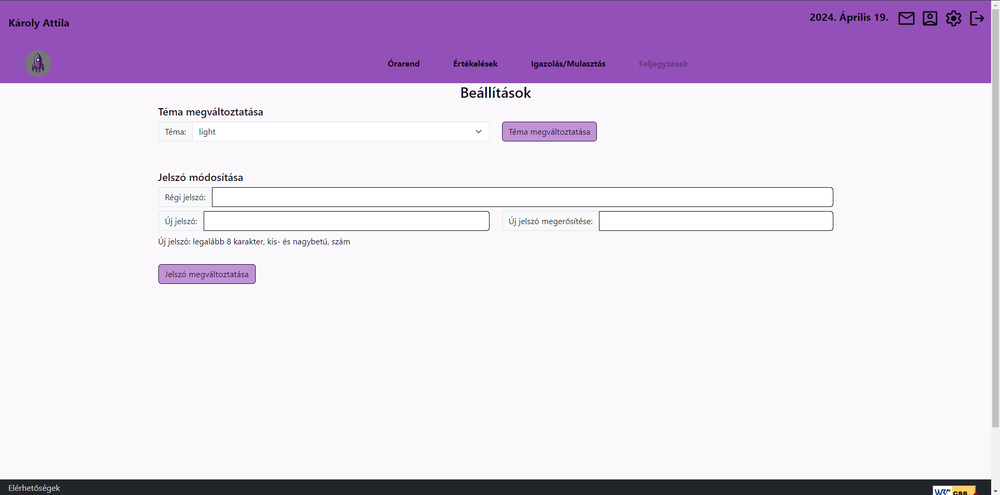 Károly Attila
2024. Április 19.
Órarend
Értékelések
Igazolás/Mulasztás
Feljegyzések
Beállítások
Téma megváltoztatása
Téma:
light
Téma megváltoztatása
Jelszó módosítása
Régi jelszó:
Új jelszó:
Új jelszó megerősítése:
Új jelszó: legalább 8 karakter, kis- és nagybetű, szám
Jelszó megváltoztatása
Elérhetőségek
W3C css